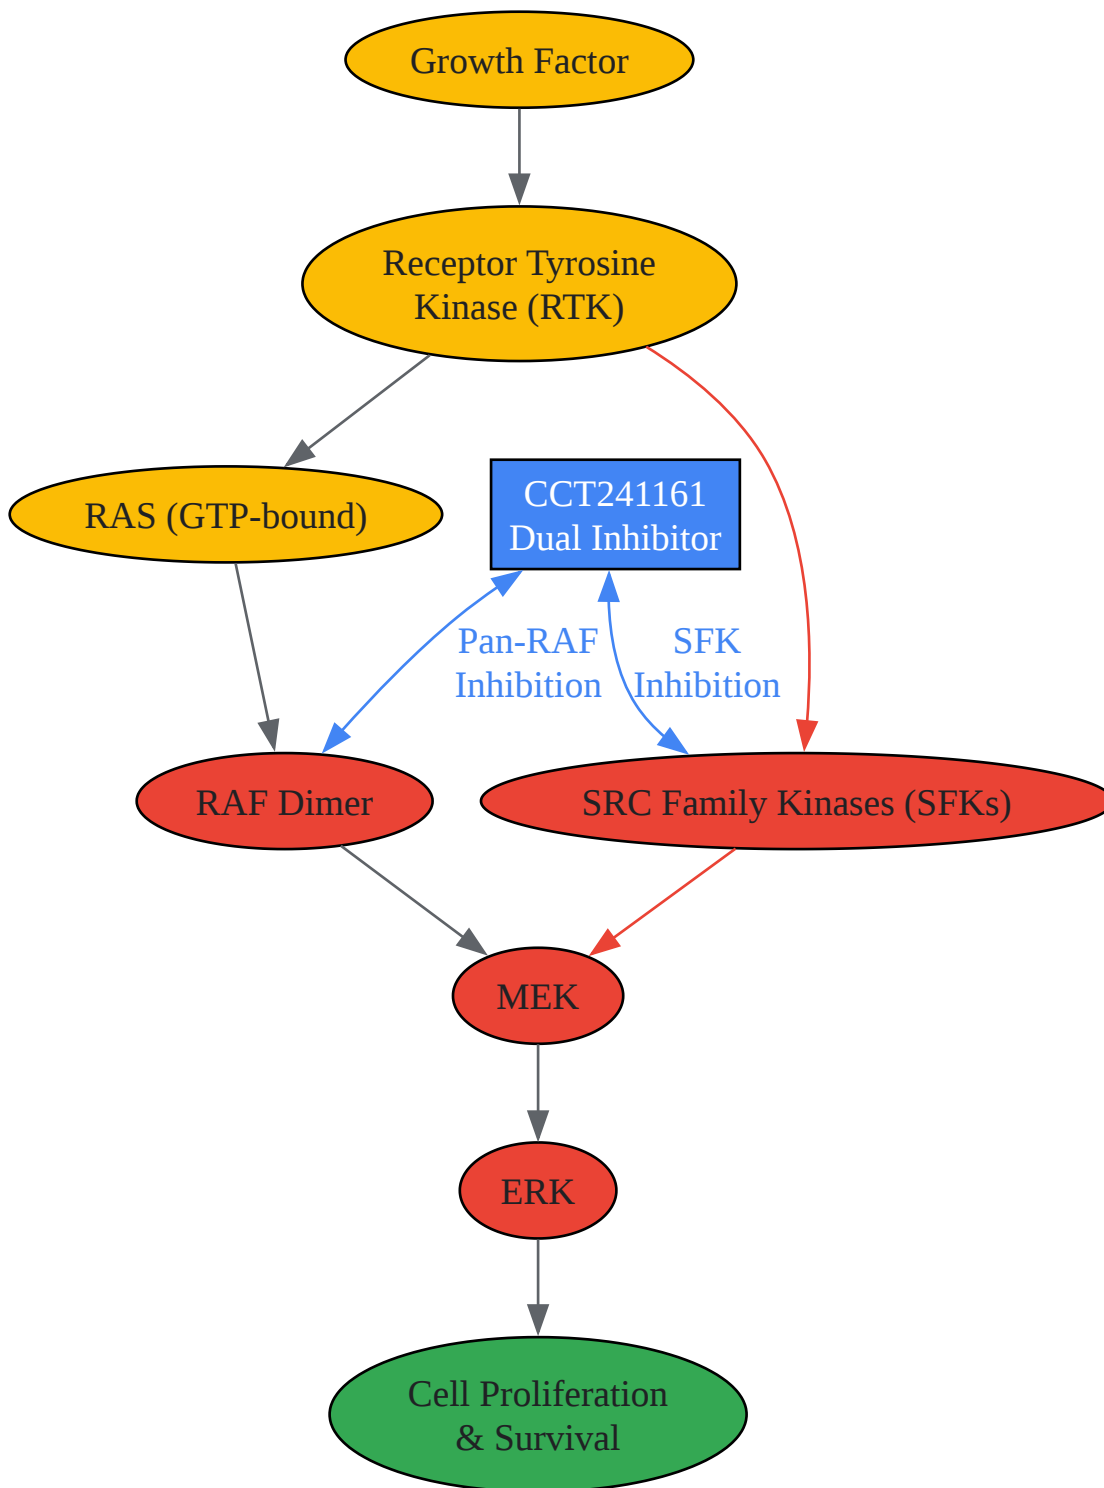 Growth Factor
Receptor Tyrosine
Kinase (RTK)
RAS (GTP-bound)
CCT241161
Dual Inhibitor
Pan-RAF
Inhibition
SFK
Inhibition
RAF Dimer
SRC Family Kinases (SFKs)
MEK
ERK
Cell Proliferation
& Survival